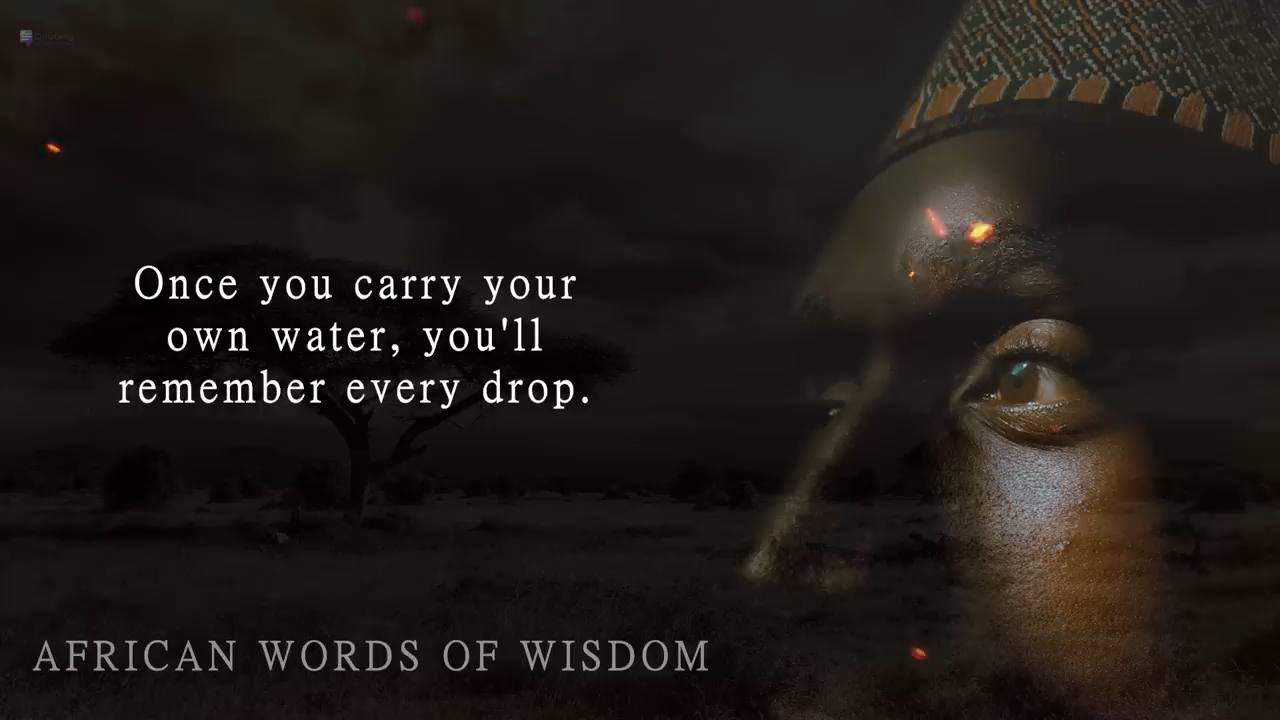 Once you carry your
own water, you'll
remember every drop.
AFRICAN WORDS OF WISDOM